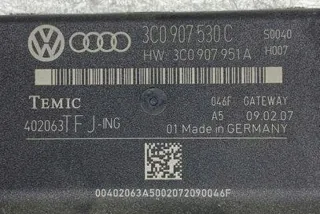 3C0 907 530 C S0040
HW: 3C0 907 951 A H007
TEMIC 046F GATEWAY
402063TFJ-ING A5 09.02.07
01 Made in GERMANY
00402063A5002072090046F